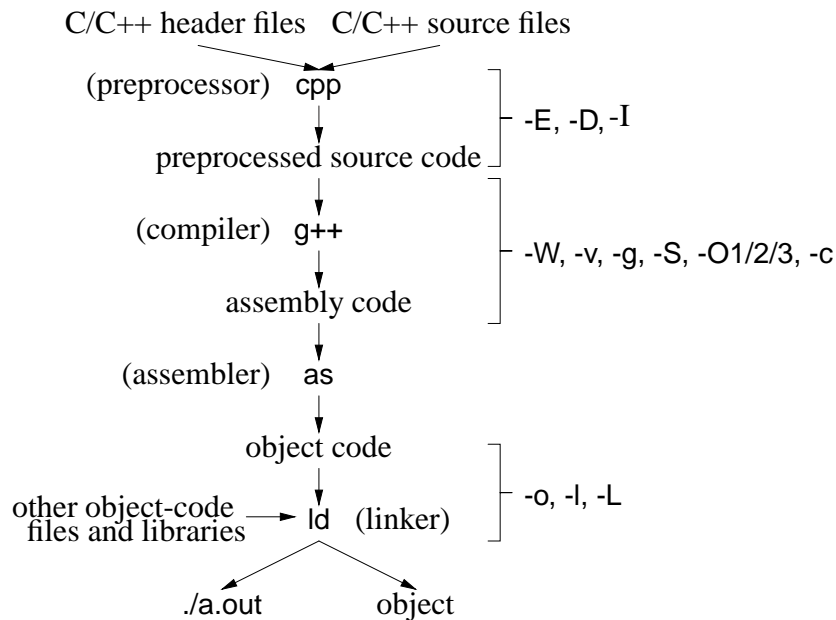 C/C++ header files C/C++ source files
(preprocessor) cpp
-E, -D, -I
preprocessed source code
(compiler) g++
-W, -v, -g, -S, -O1/2/3, -c
assembly code
(assembler) as
object code
-o, -l, -L
other object-code
files and libraries
ld (linker)
./a.out object